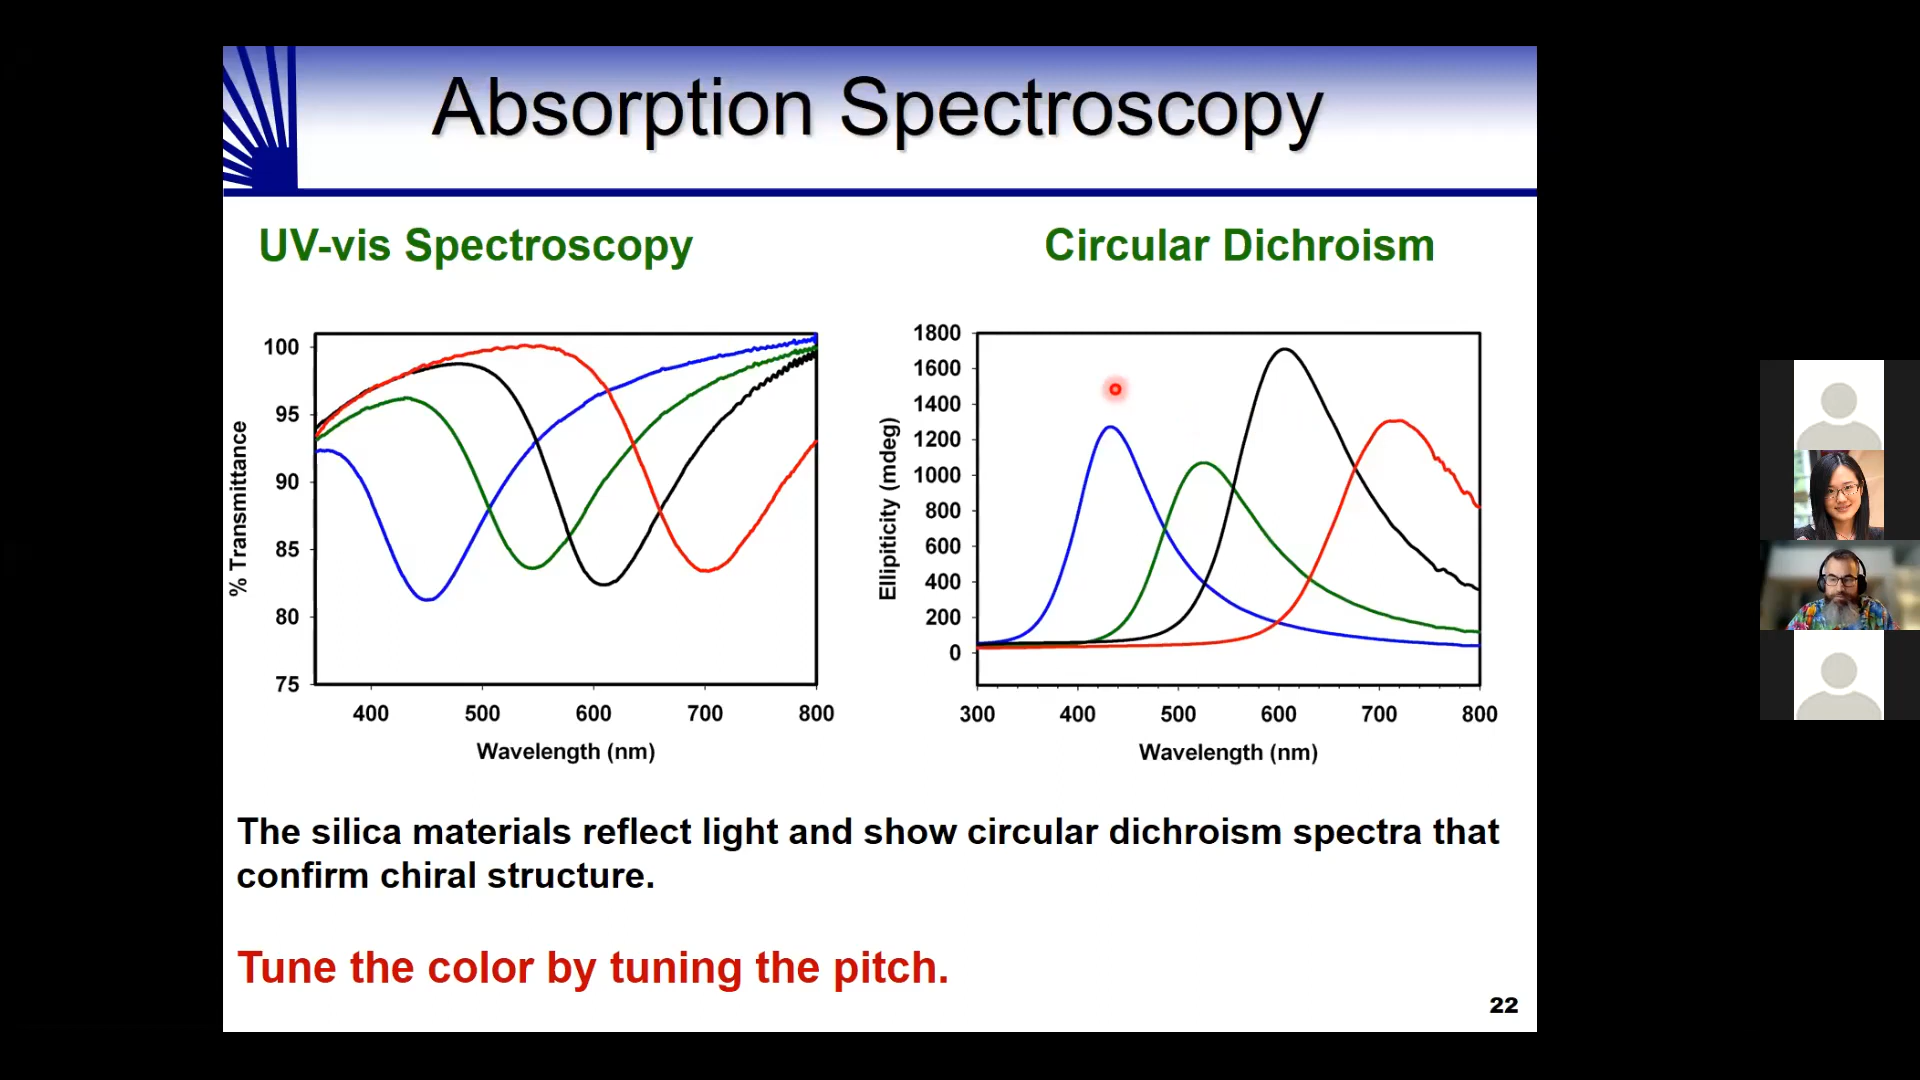 Absorption Spectroscopy
UV-vis Spectroscopy
Circular Dichroism
100
95
90
85
80
75
% Transmittance
400 500 600 700 800
Wavelength (nm)
1800
1600
1400
1200
1000
800
600
400
200
0
Ellipiticity (mdeg)
300 400 500 600 700 800
Wavelength (nm)
The silica materials reflect light and show circular dichroism spectra that
confirm chiral structure.
Tune the color by tuning the pitch.
22